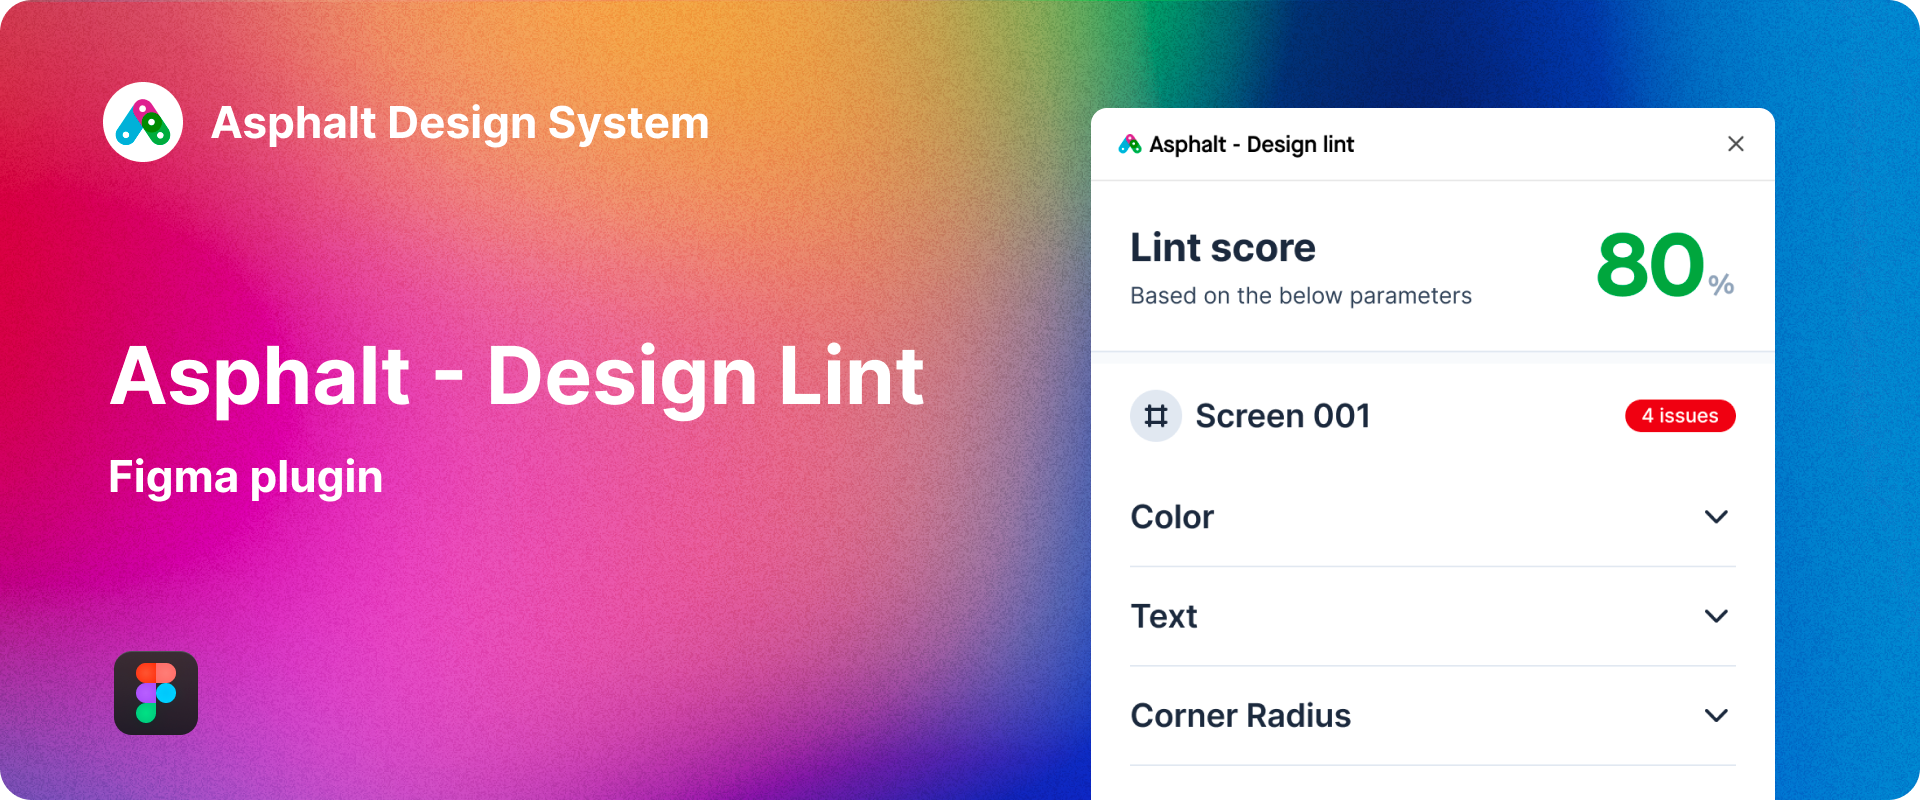 Asphalt Design System
Asphalt - Design Lint
Figma plugin
Asphalt - Design lint
Lint score
Based on the below parameters
80%
Screen 001
4 issues
Color
Text
Corner Radius